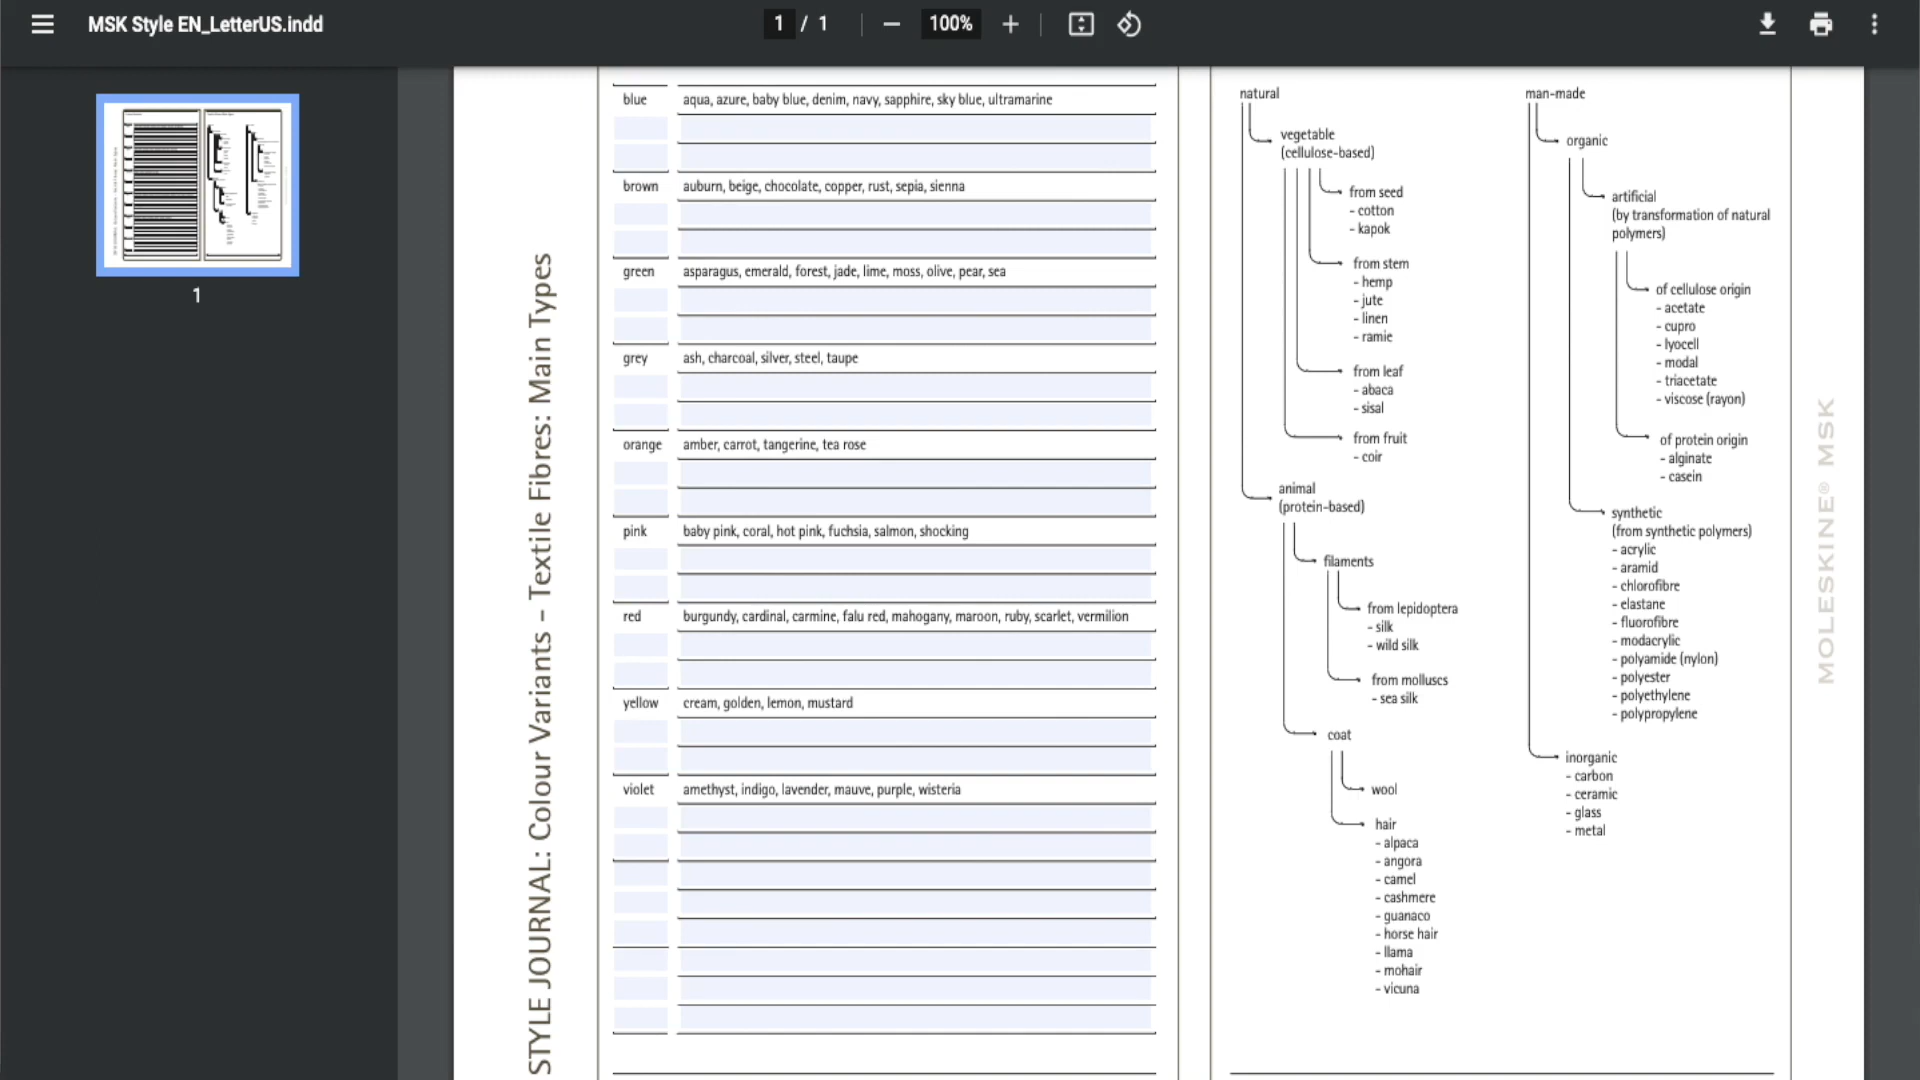 MSK Style EN_LetterUS.indd
1 / 1
100%
1
STYLE JOURNAL: Colour Variants – Textile Fibres: Main Types
blue aqua, azure, baby blue, denim, navy, sapphire, sky blue, ultramarine
brown auburn, beige, chocolate, copper, rust, sepia, sienna
green asparagus, emerald, forest, jade, lime, moss, olive, pear, sea
grey ash, charcoal, silver, steel, taupe
orange amber, carrot, tangerine, tea rose
pink baby pink, coral, hot pink, fuchsia, salmon, shocking
red burgundy, cardinal, carmine, falu red, mahogany, maroon, ruby, scarlet, vermilion
yellow cream, golden, lemon, mustard
violet amethyst, indigo, lavender, mauve, purple, wisteria
natural
vegetable
(cellulose-based)
from seed
- cotton
- kapok
from stem
- hemp
- jute
- linen
- ramie
from leaf
- abaca
- sisal
from fruit
- coir
animal
(protein-based)
filaments
from lepidoptera
- silk
- wild silk
from molluscs
- sea silk
coat
wool
hair
- alpaca
- angora
- camel
- cashmere
- guanaco
- horse hair
- llama
- mohair
- vicuna
man-made
organic
artificial
(by transformation of natural
polymers)
of cellulose origin
- acetate
- cupro
- lyocell
- modal
- triacetate
- viscose (rayon)
of protein origin
- alginate
- casein
synthetic
(from synthetic polymers)
- acrylic
- aramid
- chlorofibre
- elastane
- fluorofibre
- modacrylic
- polyamide (nylon)
- polyester
- polyethylene
- polypropylene
inorganic
- carbon
- ceramic
- glass
- metal
MOLESKINE® MSK